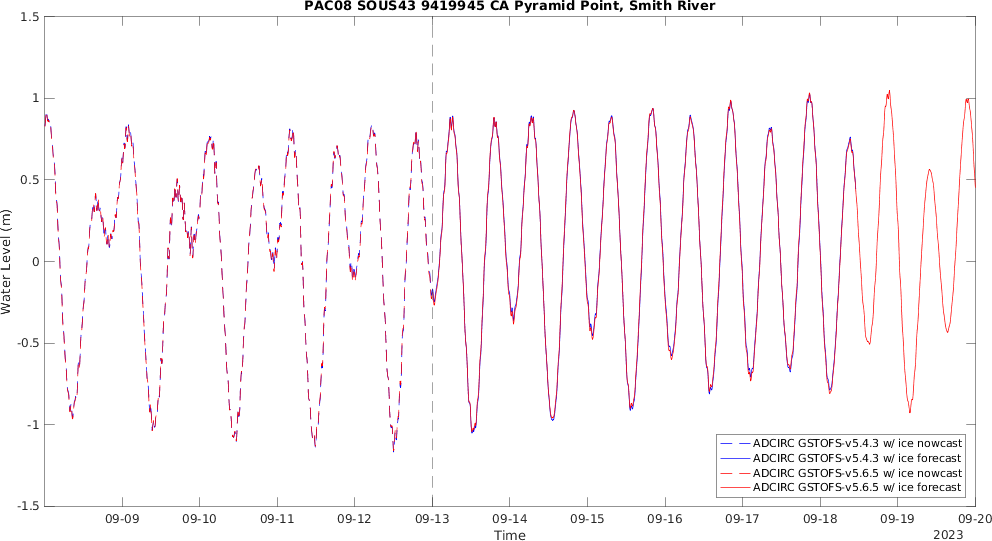 PAC08 SOUS43 9419945 CA Pyramid Point, Smith River
1.5
1
0.5
0
-0.5
-1
-1.5
Water Level (m)
ADCIRC GSTOFS-v5.4.3 w/ ice nowcast
ADCIRC GSTOFS-v5.4.3 w/ ice forecast
ADCIRC GSTOFS-v5.6.5 w/ ice nowcast
ADCIRC GSTOFS-v5.6.5 w/ ice forecast
09-09 09-10 09-11 09-12 09-13 09-14 09-15 09-16 09-17 09-18 09-19 09-20
Time
2023